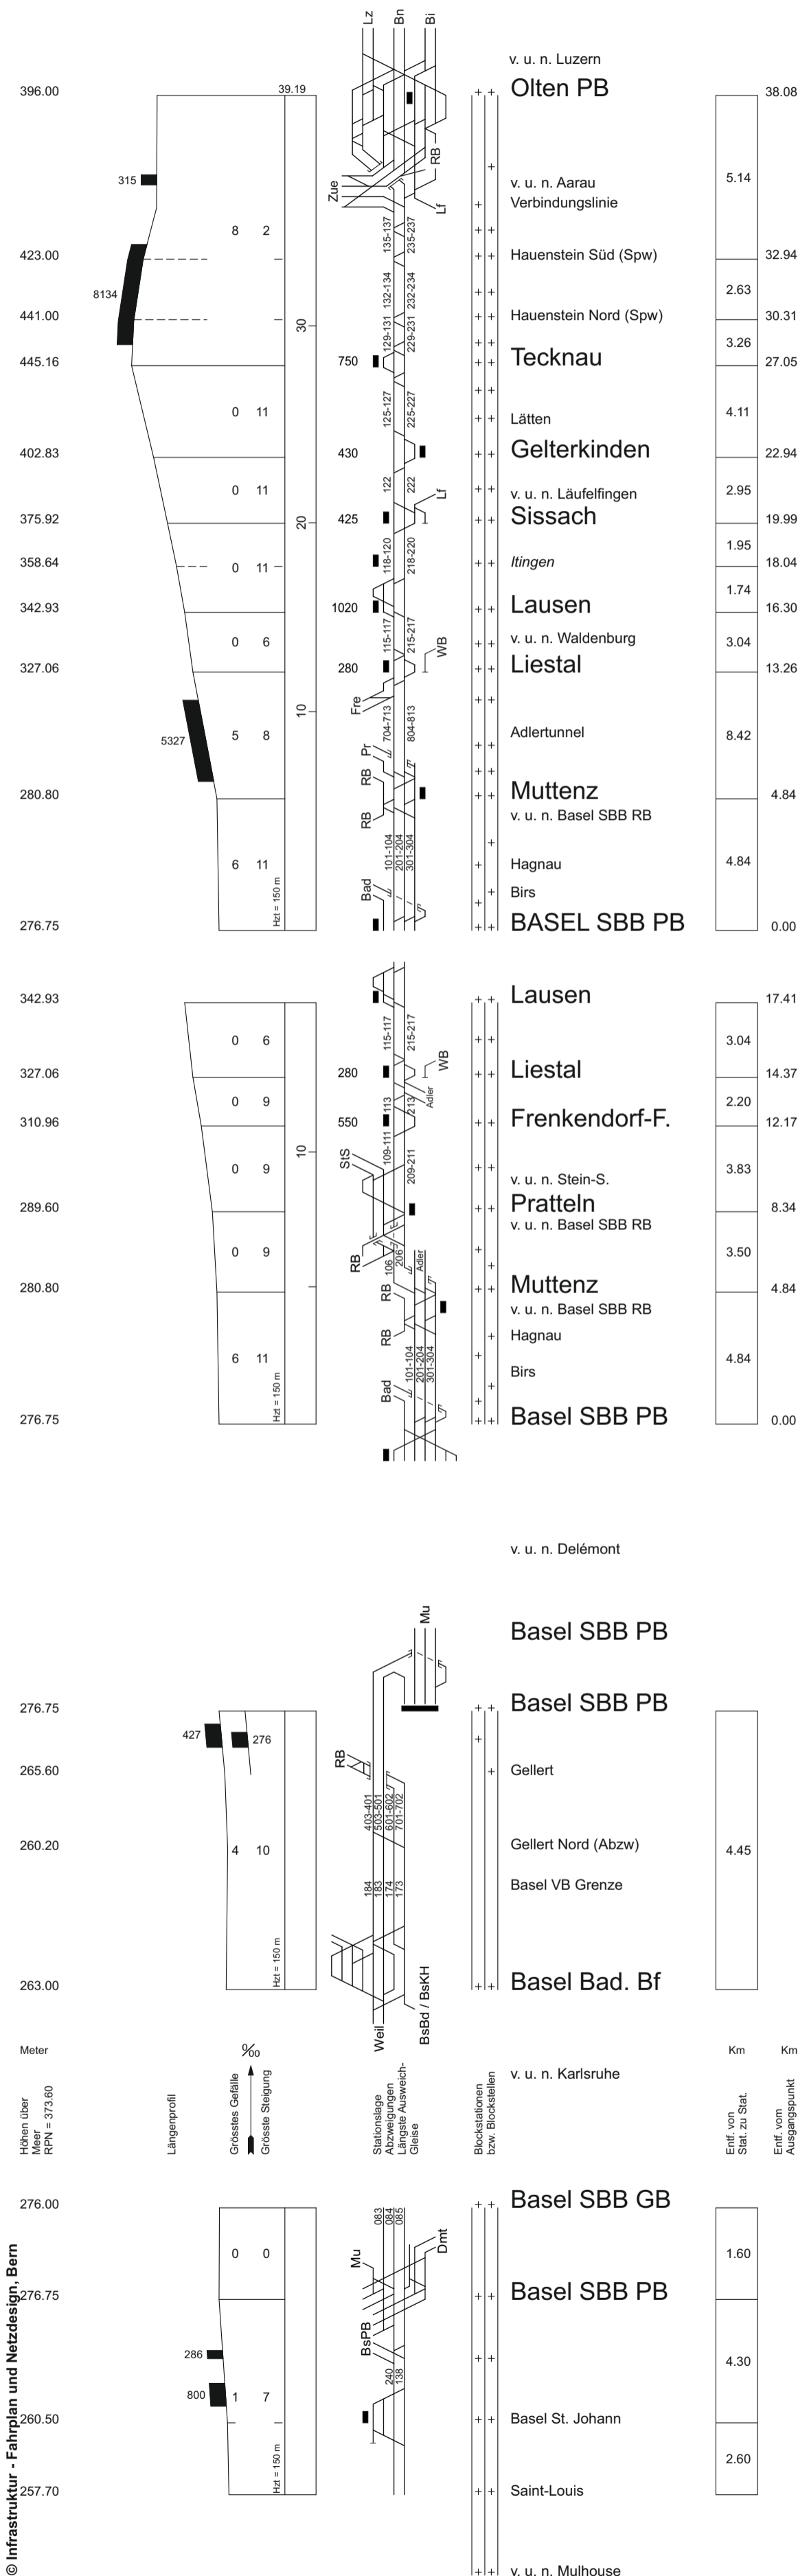 Lz Bn Bi
v. u. n. Luzern
396.00 39.19 Olten PB 38.08
RB
315 Zue v. u. n. Aarau 5.14
Lf Verbindungslinie
8 2 135-137 235-237
423.00 Hauenstein Süd (Spw) 32.94
8134 132-134 232-234 2.63
441.00 30 129-131 229-231 Hauenstein Nord (Spw) 30.31
3.26
445.16 750 Tecknau 27.05
0 11 125-127 225-227 Lätten 4.11
402.83 430 Gelterkinden 22.94
0 11 122 222 Lf v. u. n. Läufelfingen 2.95
375.92 20 425 Sissach 19.99
118-120 218-220 1.95
358.64 0 11 Itingen 18.04
1.74
342.93 1020 Lausen 16.30
0 6 115-117 215-217 WB v. u. n. Waldenburg 3.04
327.06 280 Liestal 13.26
10 Fre
5327 5 8 704-713 804-813 Adlertunnel 8.42
Pr
RB
280.80 Muttenz 4.84
RB v. u. n. Basel SBB RB
6 11 101-104 201-204 301-304 Hagnau 4.84
Hzt = 150 m Bad Birs
276.75 BASEL SBB PB 0.00
342.93 Lausen 17.41
0 6 115-117 215-217 WB 3.04
327.06 280 Liestal 14.37
0 9 113 213 Adler 2.20
310.96 550 Frenkendorf-F. 12.17
10 109-111 209-211
0 9 StS v. u. n. Stein-S. 3.83
289.60 Pratteln 8.34
v. u. n. Basel SBB RB
0 9 RB 106 206 Adler 3.50
280.80 RB Muttenz 4.84
v. u. n. Basel SBB RB
RB Hagnau
6 11 101-104 201-204 301-304 Birs 4.84
Hzt = 150 m Bad
276.75 Basel SBB PB 0.00
v. u. n. Delémont
Mu
Basel SBB PB
276.75 Basel SBB PB
427 276
265.60 RB Gellert
403-401 503-501 601-602 701-702
260.20 4 10 Gellert Nord (Abzw) 4.45
184 183 174 173 Basel VB Grenze
Hzt = 150 m
263.00 Basel Bad. Bf
Weil BsBd / BsKH
Meter ‰ Km Km
v. u. n. Karlsruhe
Höhen über
Meer
RPN = 373.60
Längenprofil
Grösstes Gefälle
Grösste Steigung
Stationslage
Abzweigungen
Längste Ausweich-
Gleise
Blockstationen
bzw. Blockstellen
Entf. von
Stat. zu Stat.
Entf. vom
Ausgangspunkt
276.00 Basel SBB GB
083 084 085
0 0 Mu Dmt 1.60
276.75 Basel SBB PB
BsPB
286 4.30
240 138
800 1 7
260.50 Basel St. Johann
Hzt = 150 m 2.60
257.70 Saint-Louis
v. u. n. Mulhouse
© Infrastruktur - Fahrplan und Netzdesign, Bern